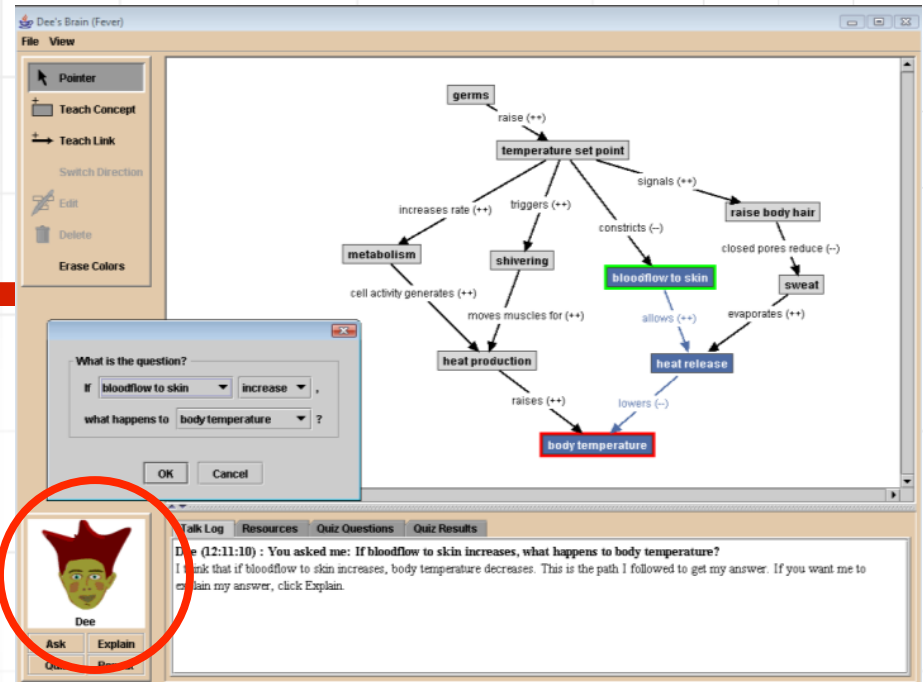 Dee's Brain (Fever)
File View
Pointer
Teach Concept
Teach Link
Switch Direction
Edit
Delete
Erase Colors
germs
raise (++)
temperature set point
signals (++)
increases rate (++)
triggers (++)
constricts (--)
raise body hair
metabolism
shivering
closed pores reduce (--)
bloodflow to skin
sweat
cell activity generates (++)
moves muscles for (++)
allows (++)
evaporates (++)
heat production
heat release
raises (++)
lowers (--)
body temperature
What is the question?
If bloodflow to skin increase ,
what happens to body temperature ?
OK Cancel
Dee
Ask Explain
Talk Log Resources Quiz Questions Quiz Results
Dee (12:11:10) : You asked me: If bloodflow to skin increases, what happens to body temperature?
I think that if bloodflow to skin increases, body temperature decreases. This is the path I followed to get my answer. If you want me to
explain my answer, click Explain.